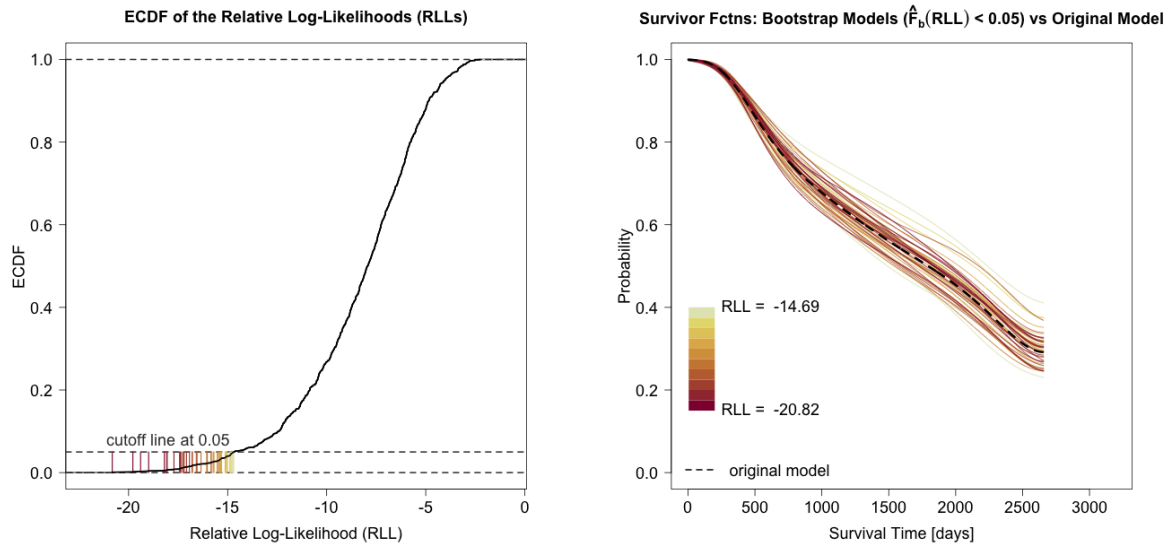 ECDF of the Relative Log-Likelihoods (RLLs)
1.0
0.8
0.6
0.4
0.2
0.0
ECDF
cutoff line at 0.05
-20
-15
-10
-5
0
Relative Log-Likelihood (RLL)
Survivor Fctns: Bootstrap Models (F̂b(RLL) < 0.05) vs Original Model
1.0
0.8
0.6
0.4
0.2
0.0
Probability
RLL = -14.69
RLL = -20.82
original model
0
500
1000
1500
2000
2500
3000
Survival Time [days]